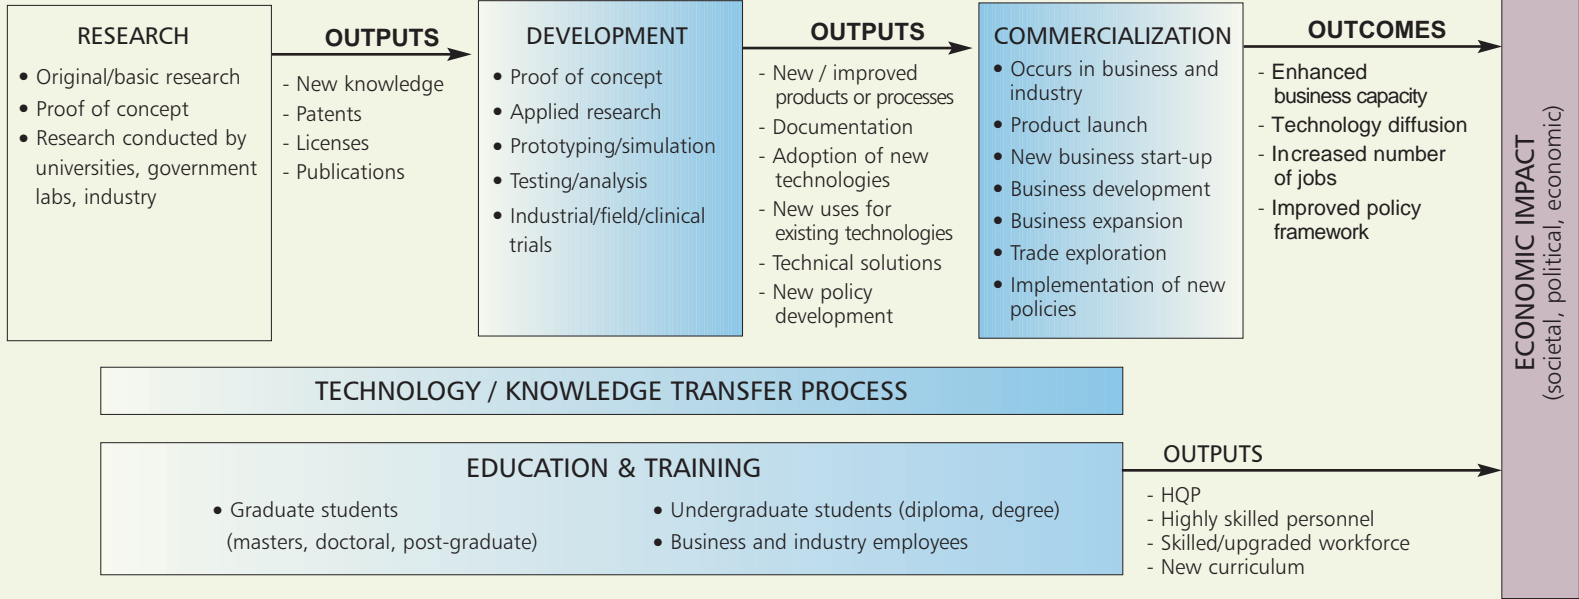 RESEARCH
• Original/basic research
• Proof of concept
• Research conducted by
universities, government
labs, industry
OUTPUTS
- New knowledge
- Patents
- Licenses
- Publications
DEVELOPMENT
• Proof of concept
• Applied research
• Prototyping/simulation
• Testing/analysis
• Industrial/field/clinical
trials
OUTPUTS
- New / improved
products or processes
- Documentation
- Adoption of new
technologies
- New uses for
existing technologies
- Technical solutions
- New policy
development
COMMERCIALIZATION
• Occurs in business and
industry
• Product launch
• New business start-up
• Business development
• Business expansion
• Trade exploration
• Implementation of new
policies
OUTCOMES
- Enhanced
business capacity
- Technology diffusion
- Increased number
of jobs
- Improved policy
framework
ECONOMIC IMPACT
(societal, political, economic)
TECHNOLOGY / KNOWLEDGE TRANSFER PROCESS
EDUCATION & TRAINING
• Graduate students
(masters, doctoral, post-graduate)
• Undergraduate students (diploma, degree)
• Business and industry employees
OUTPUTS
- HQP
- Highly skilled personnel
- Skilled/upgraded workforce
- New curriculum